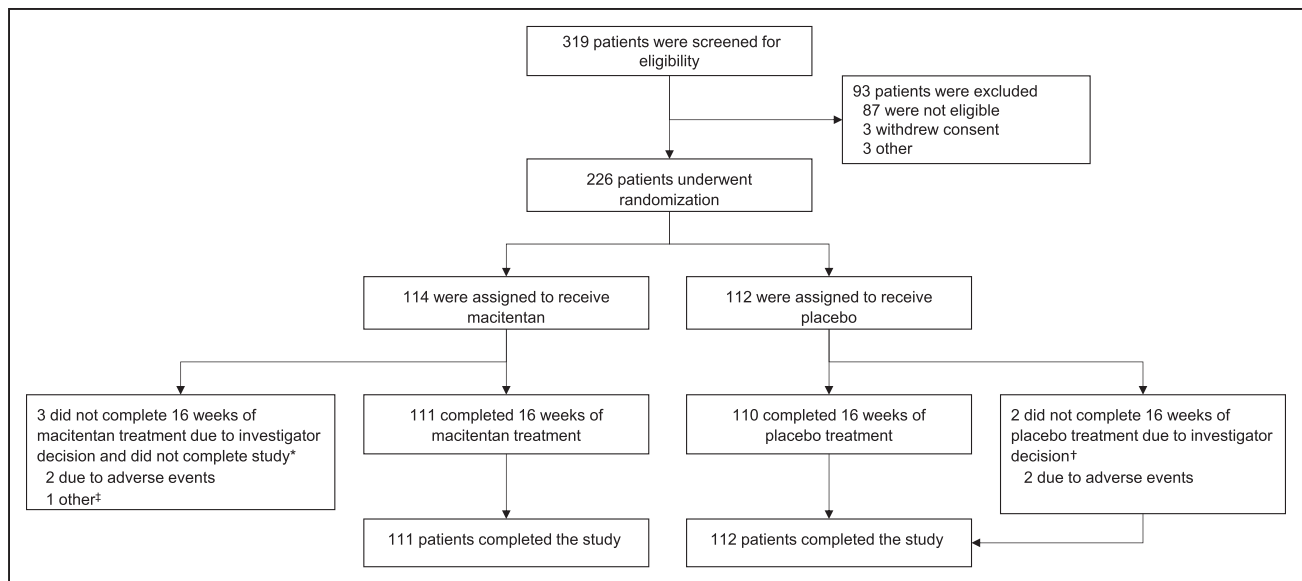 319 patients were screened for
eligibility
93 patients were excluded
87 were not eligible
3 withdrew consent
3 other
226 patients underwent
randomization
114 were assigned to receive
macitentan
112 were assigned to receive
placebo
3 did not complete 16 weeks of
macitentan treatment due to investigator
decision and did not complete study*
2 due to adverse events
1 other‡
111 completed 16 weeks of
macitentan treatment
110 completed 16 weeks of
placebo treatment
2 did not complete 16 weeks of
placebo treatment due to investigator
decision†
2 due to adverse events
111 patients completed the study
112 patients completed the study